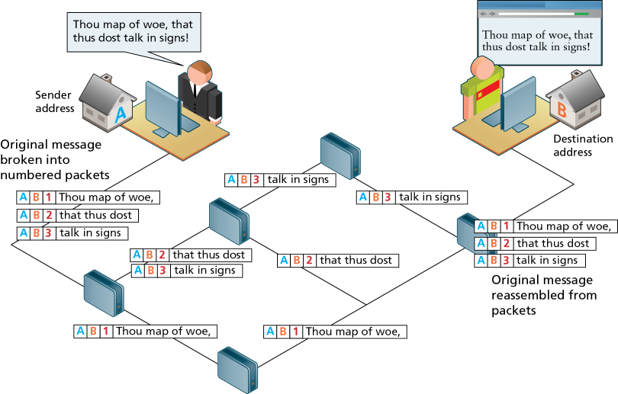 Thou map of woe, that
thus dost talk in signs!
Thou map of woe, that
thus dost talk in signs!
Sender
address
A
B
Destination
address
Original message
broken into
numbered packets
A B 1 Thou map of woe,
A B 2 that thus dost
A B 3 talk in signs
A B 3 talk in signs
A B 3 talk in signs
A B 2 that thus dost
A B 3 talk in signs
A B 2 that thus dost
A B 1 Thou map of woe,
A B 1 Thou map of woe,
A B 1 Thou map of woe,
A B 2 that thus dost
A B 3 talk in signs
Original message
reassembled from
packets